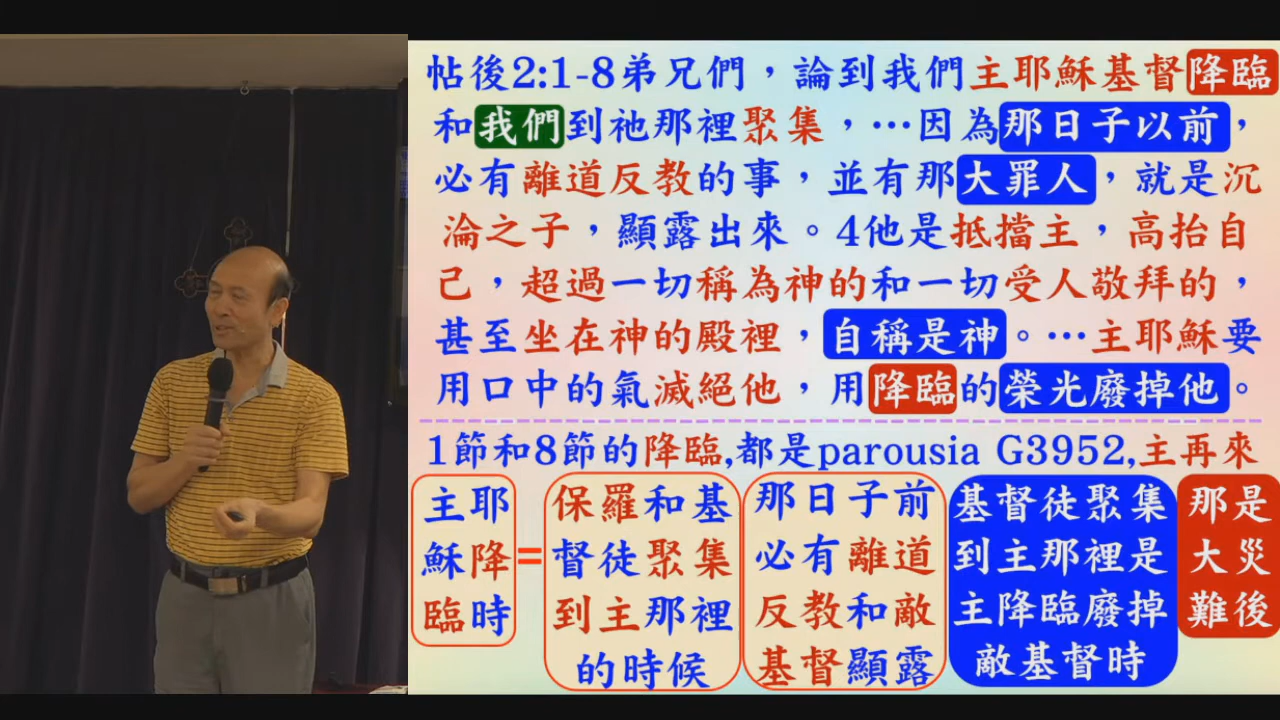 帖後2:1-8弟兄們，論到我們主耶穌基督降臨
和我們到祂那裡聚集，…因為那日子以前，
必有離道反教的事，並有那大罪人，就是沉
淪之子，顯露出來。4他是抵擋主，高抬自
己，超過一切稱為神的和一切受人敬拜的，
甚至坐在神的殿裡，自稱是神。…主耶穌要
用口中的氣滅絕他，用降臨的榮光廢掉他。
1節和8節的降臨,都是parousia G3952,主再來
主耶
穌降
臨時
=
保羅和基
督徒聚集
到主那裡
的時候
那日子前
必有離道
反教和敵
基督顯露
基督徒聚集
到主那裡是
主降臨廢掉
敵基督時
那是
大災
難後